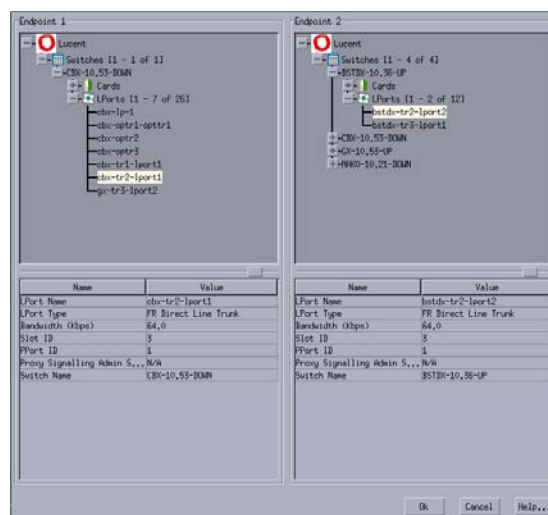 Endpoint 1
Lucent
Switches [1 - 1 of 1]
CBX-10.53-DOWN
Cards
LPorts [1 - 7 of 26]
cbx-lp-1
cbx-optr1-opttr1
cbx-optr2
cbx-optr3
cbx-tr1-lport1
cbx-tr2-lport1
gx-tr3-lport2
Name Value
LPort Name cbx-tr2-lport1
LPort Type FR Direct Line Trunk
Bandwidth (Kbps) 64.0
Slot ID 3
PPort ID 1
Proxy Signalling Admin S... N/A
Switch Name CBX-10.53-DOWN
Endpoint 2
Lucent
Switches [1 - 4 of 4]
BSTDX-10.36-UP
Cards
LPorts [1 - 2 of 12]
bstdx-tr2-lport2
bstdx-tr3-lport1
CBX-10.53-DOWN
GX-10.53-UP
MAKO-10.21-DOWN
Name Value
LPort Name bstdx-tr2-lport2
LPort Type FR Direct Line Trunk
Bandwidth (Kbps) 64.0
Slot ID 3
PPort ID 1
Proxy Signalling Admin S... N/A
Switch Name BSTDX-10.36-UP
Ok Cancel Help...